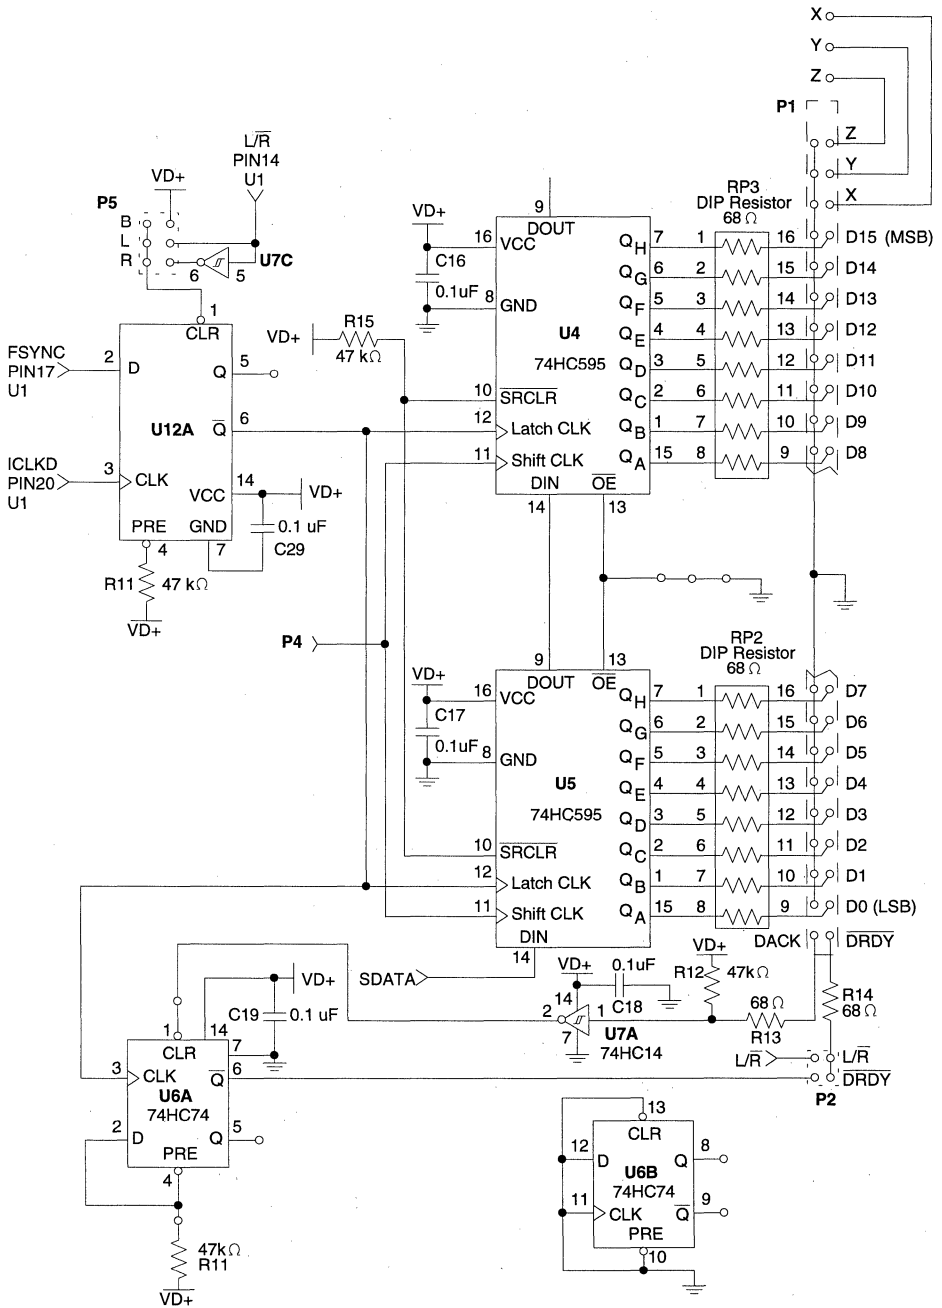 X
Y
Z
P1
Z
Y
X
L/R
PIN14
U1
VD+
P5
B
L
R
6
5
U7C
1
CLR
FSYNC
PIN17
U1
2
D
Q
5
U12A
Q
6
ICLKD
PIN20
U1
3
CLK
VCC
14
VD+
PRE
GND
0.1 uF
C29
4
7
R11
47 kΩ
VD+
VD+
R15
47 kΩ
VD+
C16
0.1uF
9
DOUT
16
VCC
8
GND
U4
74HC595
10
SRCLR
12
Latch CLK
11
Shift CLK
DIN
OE
14
13
QH
7
QG
6
QF
5
QE
4
QD
3
QC
2
QB
1
QA
15
RP3
DIP Resistor
68 Ω
1
16
D15 (MSB)
2
15
D14
3
14
D13
4
13
D12
5
12
D11
6
11
D10
7
10
D9
8
9
D8
P4
VD+
C17
0.1uF
9
13
DOUT
OE
16
VCC
8
GND
U5
74HC595
10
SRCLR
12
Latch CLK
11
Shift CLK
DIN
14
SDATA
QH
7
QG
6
QF
5
QE
4
QD
3
QC
2
QB
1
QA
15
RP2
DIP Resistor
68 Ω
1
16
D7
2
15
D6
3
14
D5
4
13
D4
5
12
D3
6
11
D2
7
10
D1
8
9
D0 (LSB)
DACK
DRDY
VD+
R12
47kΩ
VD+
0.1uF
C18
14
2
1
7
U7A
74HC14
68 Ω
R13
R14
68 Ω
L/R
L/R
DRDY
P2
VD+
C19
0.1 uF
1
14
CLR
7
3
CLK
Q
6
U6A
74HC74
2
D
Q
5
PRE
4
47kΩ
R11
VD+
13
CLR
12
D
Q
8
U6B
74HC74
11
CLK
Q
9
PRE
10